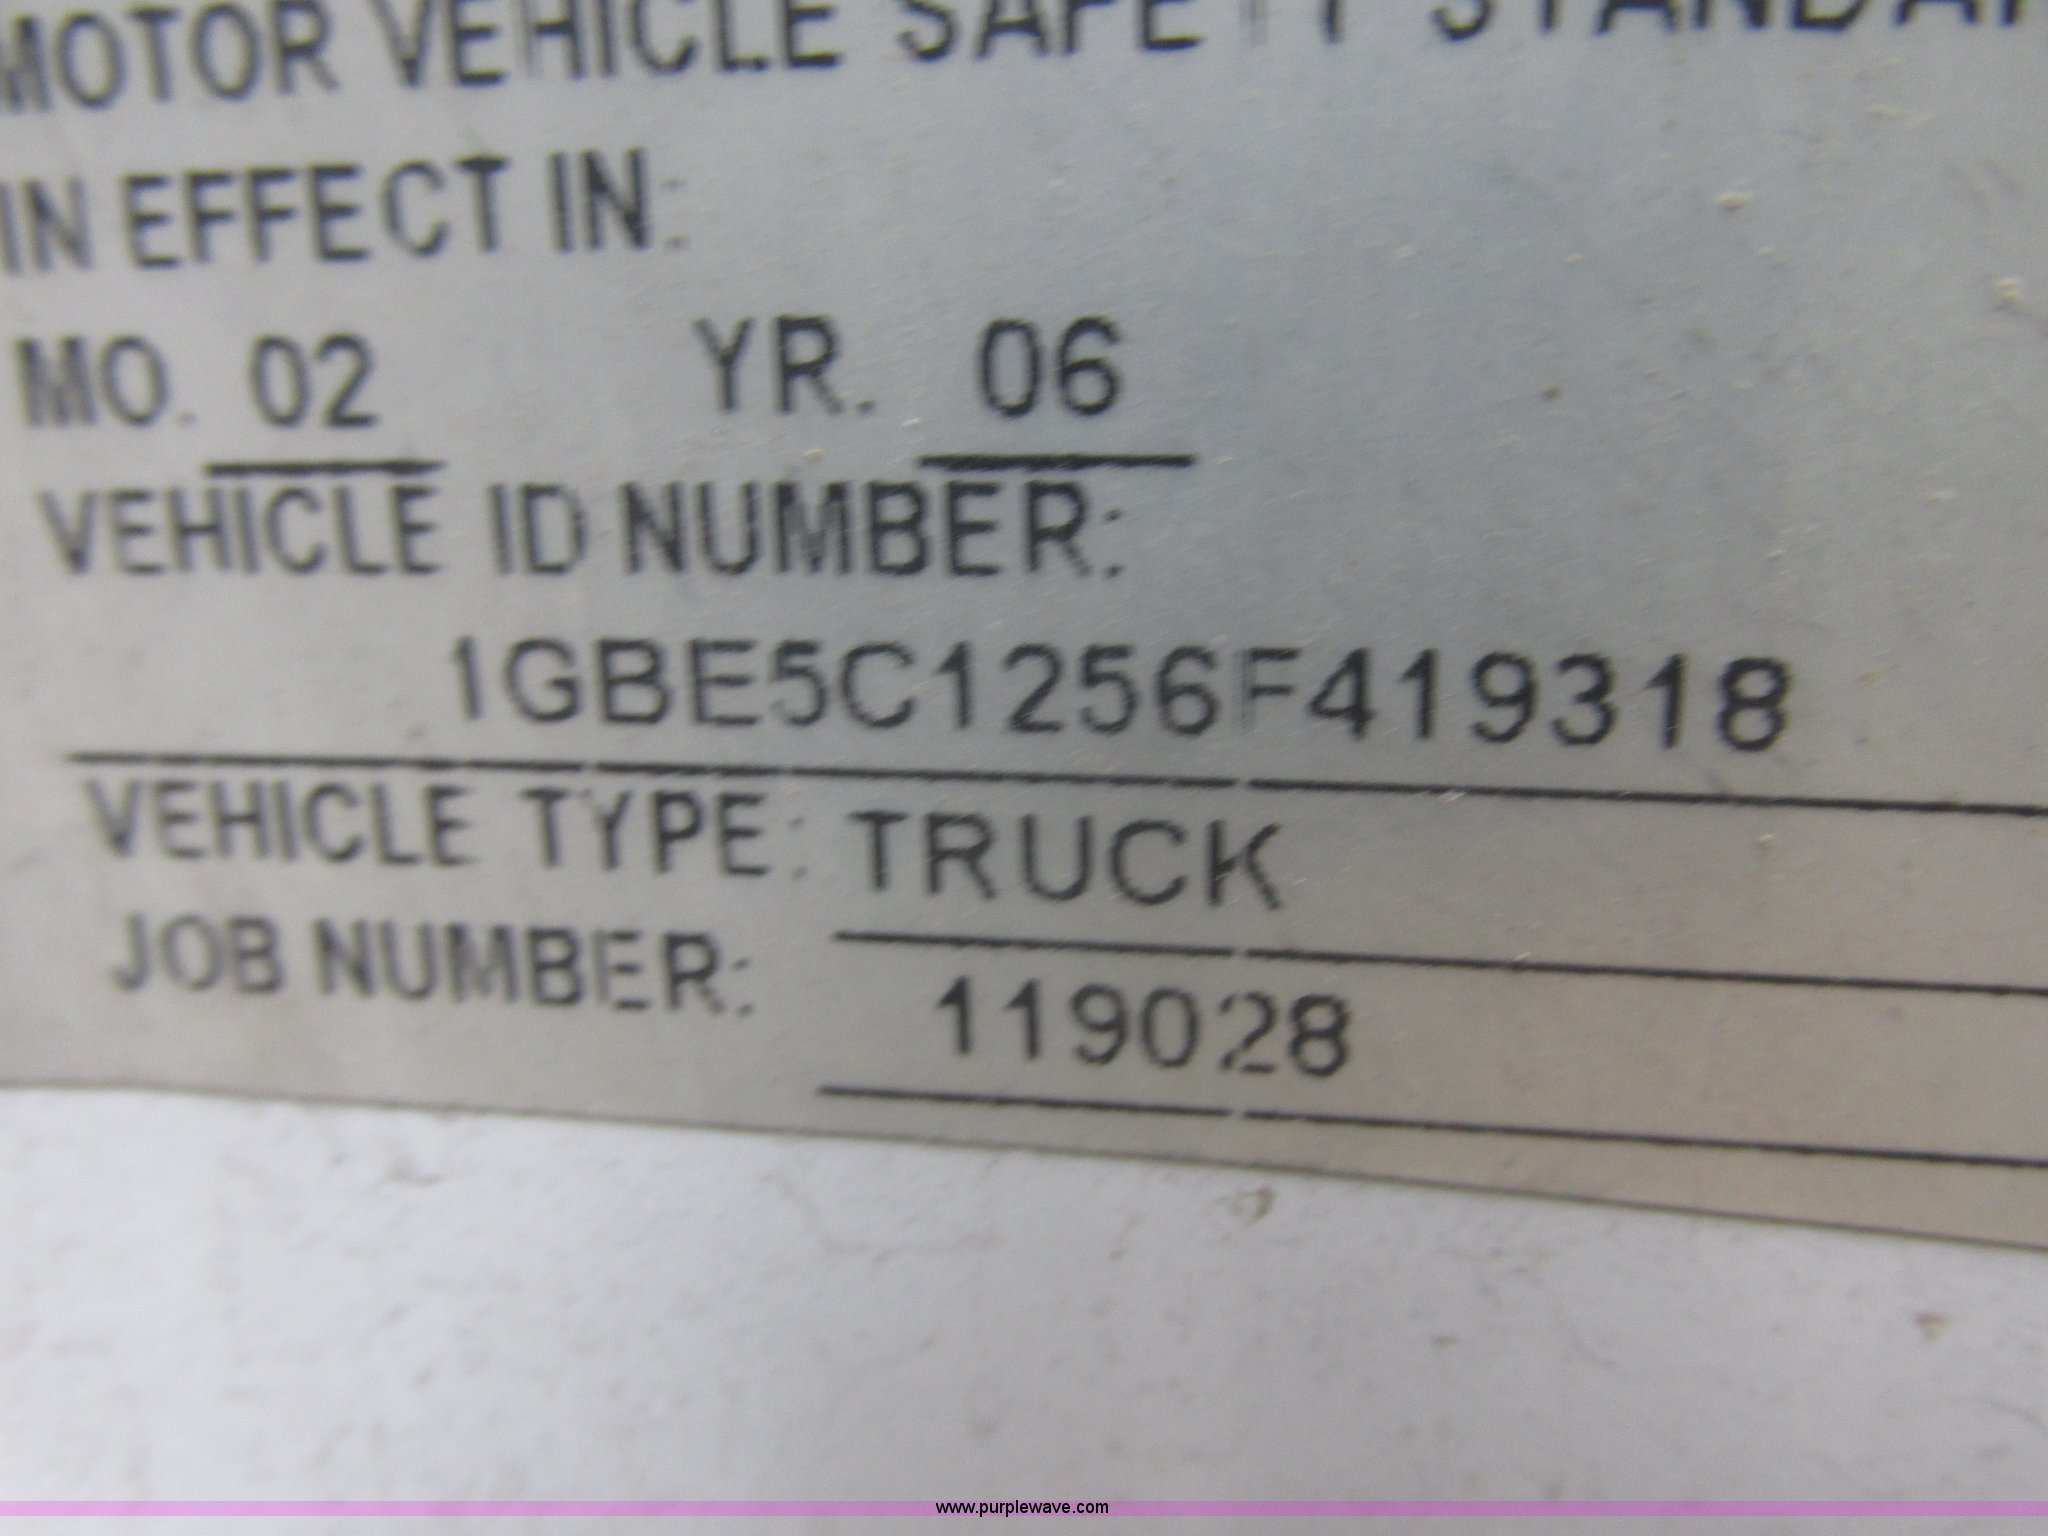 MOTOR VEHICLE SAFETY STANDAR
IN EFFECT IN:
MO. 02 YR. 06
VEHICLE ID NUMBER:
1GBE5C1256F419318
VEHICLE TYPE: TRUCK
JOB NUMBER: 119028
www.purplewave.com